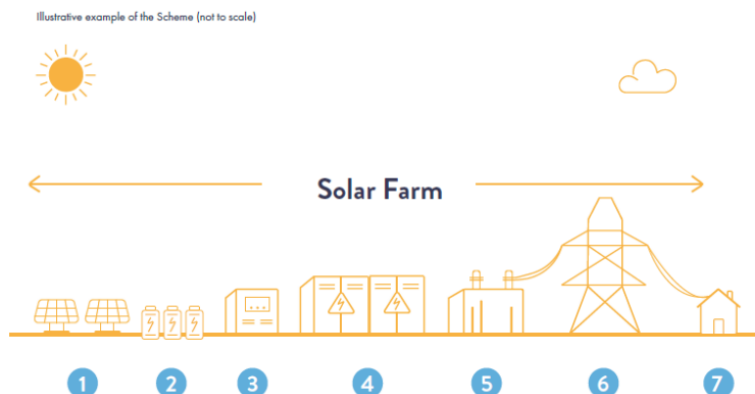 Illustrative example of the Scheme (not to scale)
Solar Farm
1 2 3 4 5 6 7